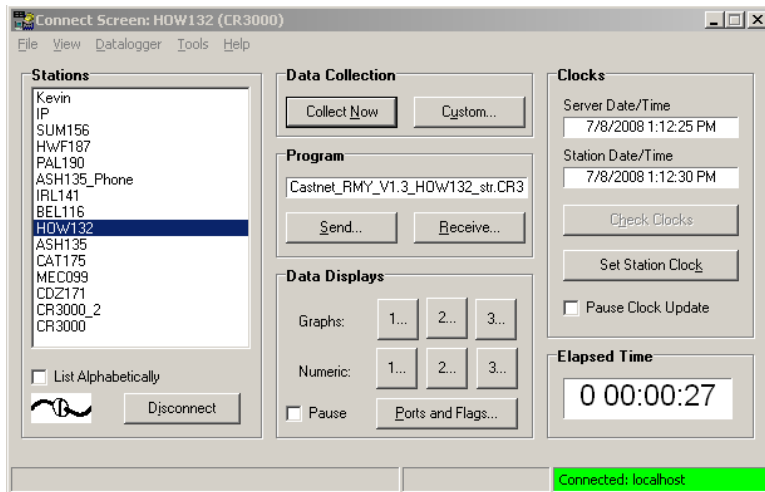 Connect Screen: HOW132 (CR3000)
File View Datalogger Tools Help
Stations
Kevin
IP
SUM156
HWF187
PAL190
ASH135_Phone
IRL141
BEL116
HOW132
ASH135
CAT175
MEC099
CDZ171
CR3000_2
CR3000
List Alphabetically
Disconnect
Data Collection
Collect Now
Custom...
Program
Castnet_RMY_V1.3_HOW132_str.CR3
Send...
Receive...
Data Displays
Graphs: 1... 2... 3...
Numeric: 1... 2... 3...
Pause
Ports and Flags...
Clocks
Server Date/Time
7/8/2008 1:12:25 PM
Station Date/Time
7/8/2008 1:12:30 PM
Check Clocks
Set Station Clock
Pause Clock Update
Elapsed Time
0 00:00:27
Connected: localhost